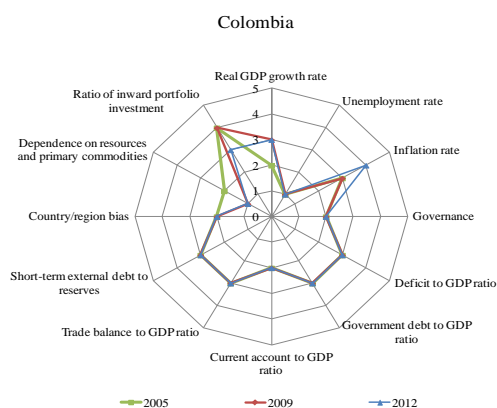 Colombia
Real GDP growth rate
Ratio of inward portfolio
investment
Unemployment rate
Dependence on resources
and primary commodities
Inflation rate
Country/region bias
Governance
Short-term external debt to
reserves
Deficit to GDP ratio
Trade balance to GDP ratio
Government debt to GDP
ratio
Current account to GDP
ratio
5
4
3
2
1
0
2005
2009
2012